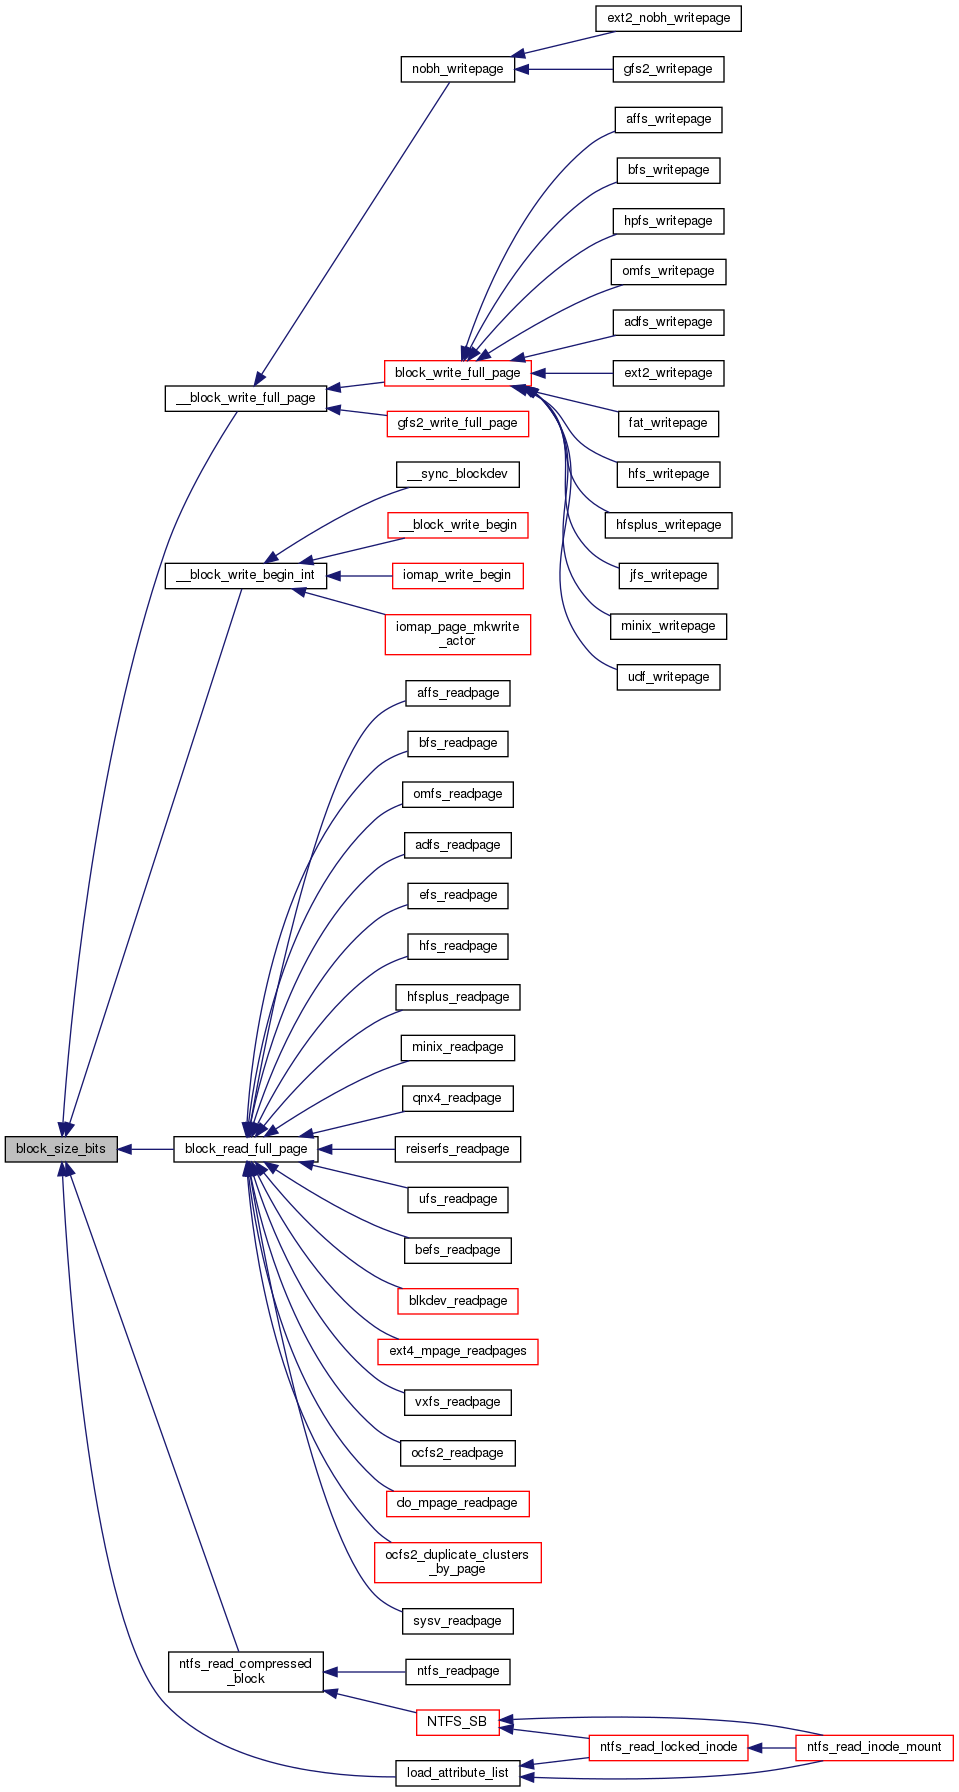 ext2_nobh_writepage
nobh_writepage
gfs2_writepage
affs_writepage
bfs_writepage
hpfs_writepage
omfs_writepage
adfs_writepage
block_write_full_page
ext2_writepage
__block_write_full_page
gfs2_write_full_page
fat_writepage
__sync_blockdev
hfs_writepage
__block_write_begin
hfsplus_writepage
__block_write_begin_int
iomap_write_begin
jfs_writepage
iomap_page_mkwrite
_actor
minix_writepage
udf_writepage
affs_readpage
bfs_readpage
omfs_readpage
adfs_readpage
efs_readpage
hfs_readpage
hfsplus_readpage
minix_readpage
qnx4_readpage
block_size_bits
block_read_full_page
reiserfs_readpage
ufs_readpage
befs_readpage
blkdev_readpage
ext4_mpage_readpages
vxfs_readpage
ocfs2_readpage
do_mpage_readpage
ocfs2_duplicate_clusters
_by_page
sysv_readpage
ntfs_read_compressed
_block
ntfs_readpage
NTFS_SB
ntfs_read_locked_inode
ntfs_read_inode_mount
load_attribute_list